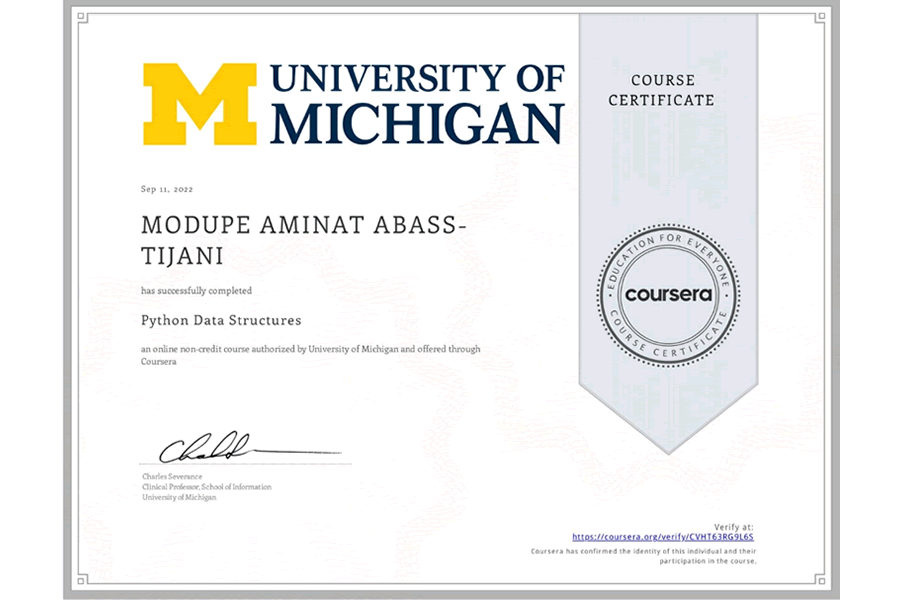 UNIVERSITY OF
MICHIGAN
COURSE
CERTIFICATE
Sep 11, 2022
MODUPE AMINAT ABASS-
TIJANI
has successfully completed
Python Data Structures
an online non-credit course authorized by University of Michigan and offered through
Coursera
EDUCATION FOR EVERYONE
coursera
COURSE CERTIFICATE
Charles Severance
Clinical Professor, School of Information
University of Michigan
Verify at:
https://coursera.org/verify/CVHT63RG9L6S
Coursera has confirmed the identity of this individual and their
participation in the course.